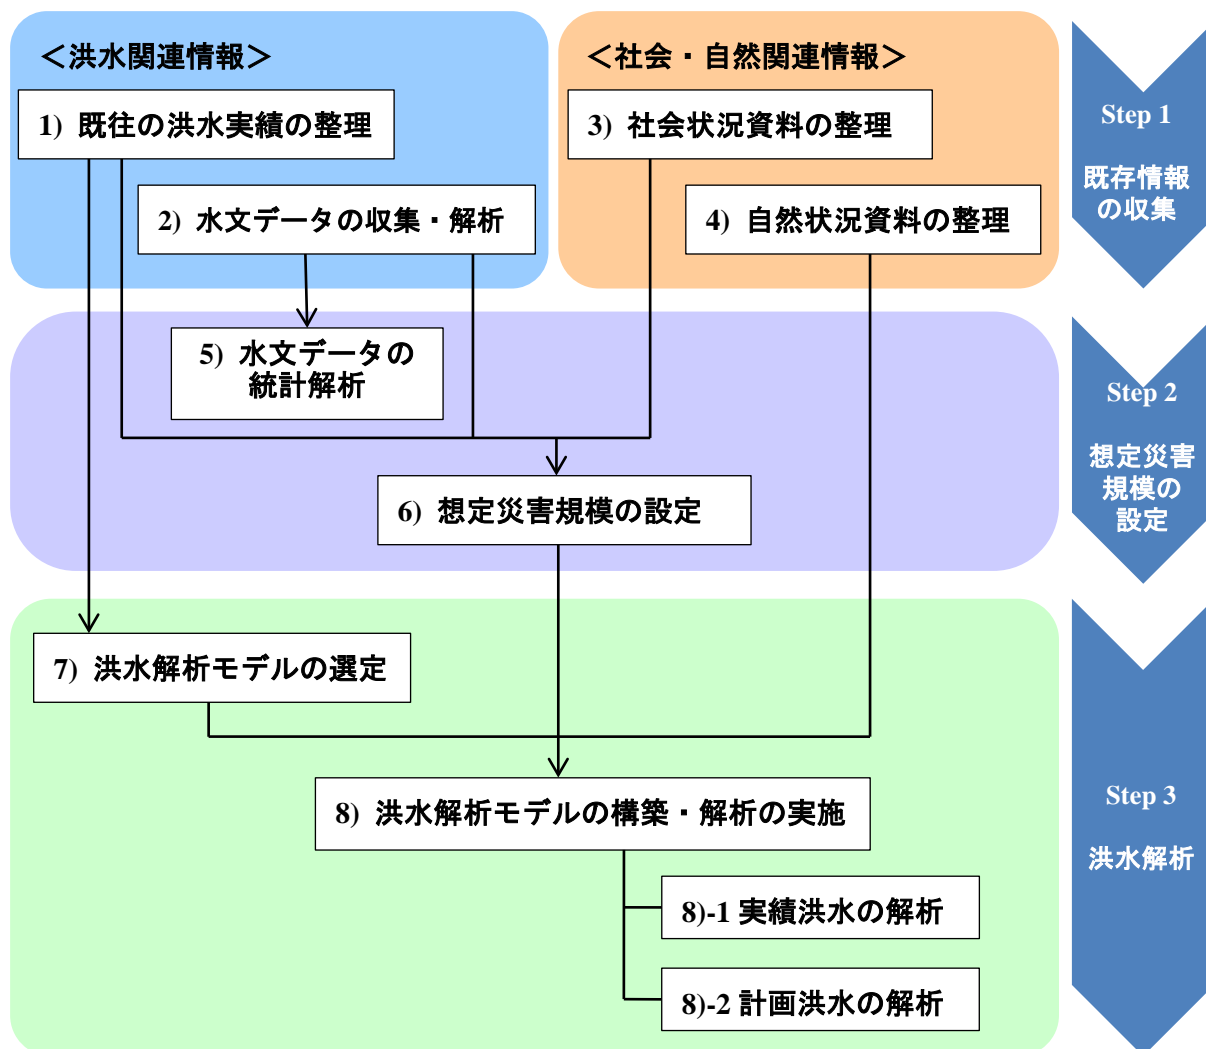 ＜洪水関連情報＞
1) 既往の洪水実績の整理
2) 水文データの収集・解析
＜社会・自然関連情報＞
3) 社会状況資料の整理
4) 自然状況資料の整理
Step 1
既存情報
の収集
5) 水文データの
統計解析
6) 想定災害規模の設定
Step 2
想定災害
規模の
設定
7) 洪水解析モデルの選定
8) 洪水解析モデルの構築・解析の実施
8)-1 実績洪水の解析
8)-2 計画洪水の解析
Step 3
洪水解析